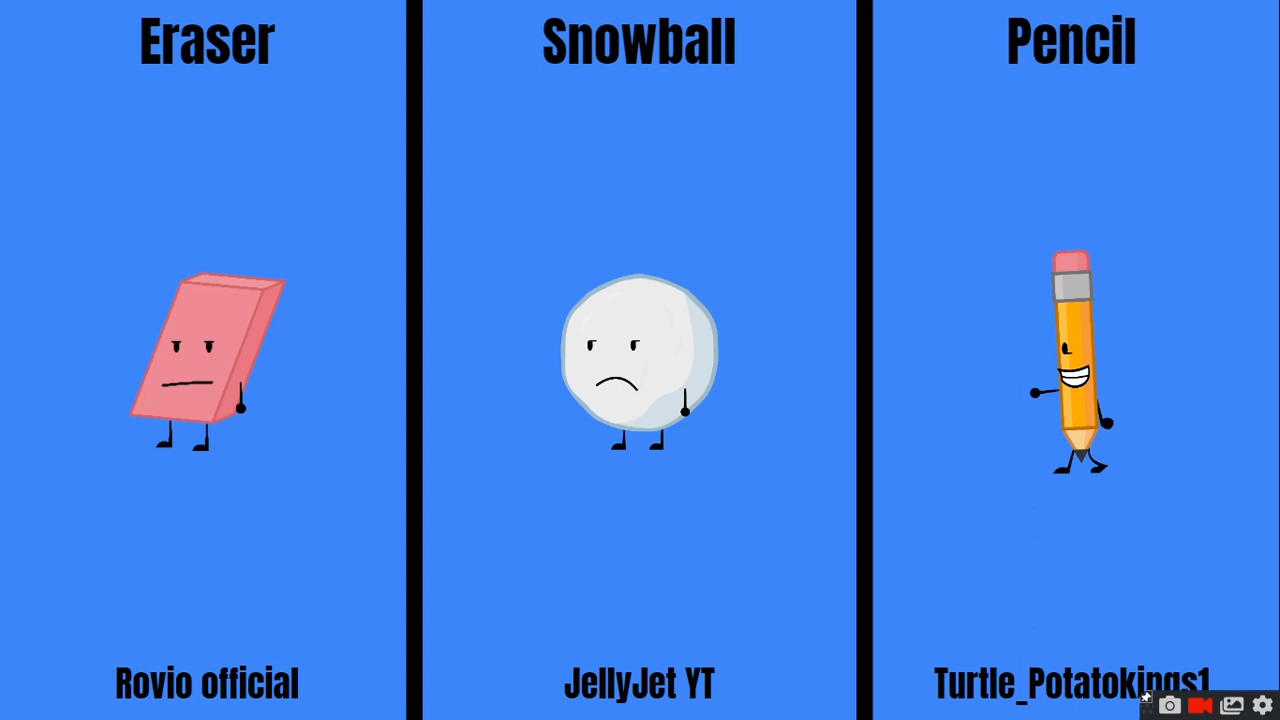 Eraser
Snowball
Pencil
Rovio official
JellyJet YT
Turtle_Potatokings1